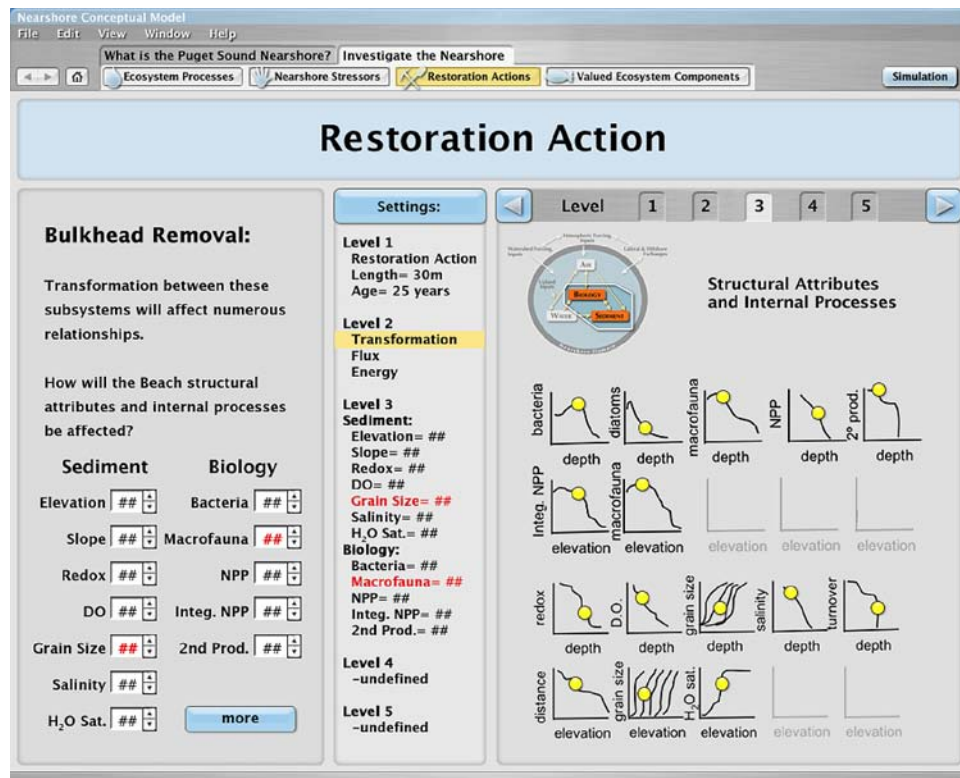 Nearshore Conceptual Model
File Edit View Window Help
What is the Puget Sound Nearshore? Investigate the Nearshore
Ecosystem Processes Nearshore Stressors Restoration Actions Valued Ecosystem Components Simulation
Restoration Action
Bulkhead Removal:
Transformation between these
subsystems will affect numerous
relationships.
How will the Beach structural
attributes and internal processes
be affected?
Sediment Biology
Elevation ## Bacteria ##
Slope ## Macrofauna ##
Redox ## NPP ##
DO ## Integ. NPP ##
Grain Size ## 2nd Prod. ##
Salinity ##
H2O Sat. ## more
Settings:
Level 1
Restoration Action
Length= 30m
Age= 25 years
Level 2
Transformation
Flux
Energy
Level 3
Sediment:
Elevation= ##
Slope= ##
Redox= ##
DO= ##
Grain Size= ##
Salinity= ##
H2O Sat.= ##
Biology:
Bacteria= ##
Macrofauna= ##
NPP= ##
Integ. NPP= ##
2nd Prod.= ##
Level 4
-undefined
Level 5
-undefined
Level 1 2 3 4 5
Air
Biology
Water Sediment
Structural Attributes
and Internal Processes
bacteria diatoms macrofauna NPP 2º prod.
depth depth depth depth depth
Integ. NPP macrofauna
elevation elevation elevation elevation elevation
redox D.O. grain size salinity turnover
depth depth depth depth depth
distance grain size H2O sat.
elevation elevation elevation elevation elevation